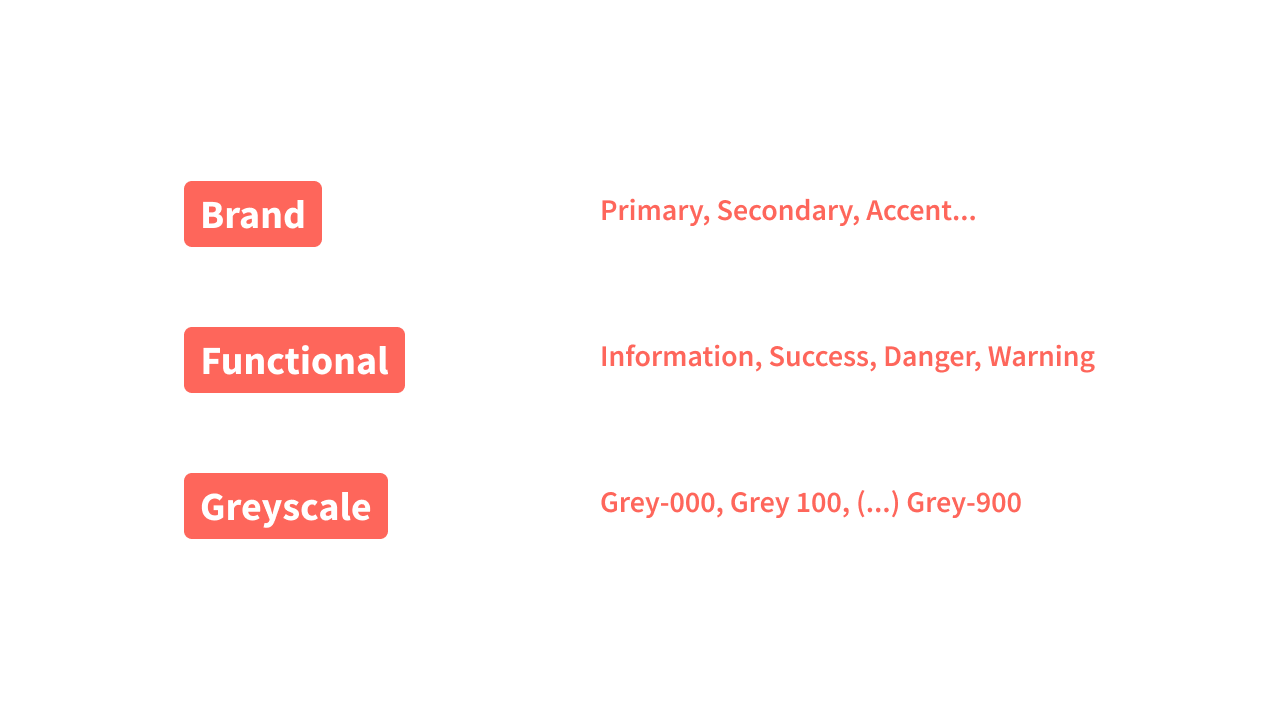 Brand
Primary, Secondary, Accent...
Functional
Information, Success, Danger, Warning
Greyscale
Grey-000, Grey 100, (...) Grey-900